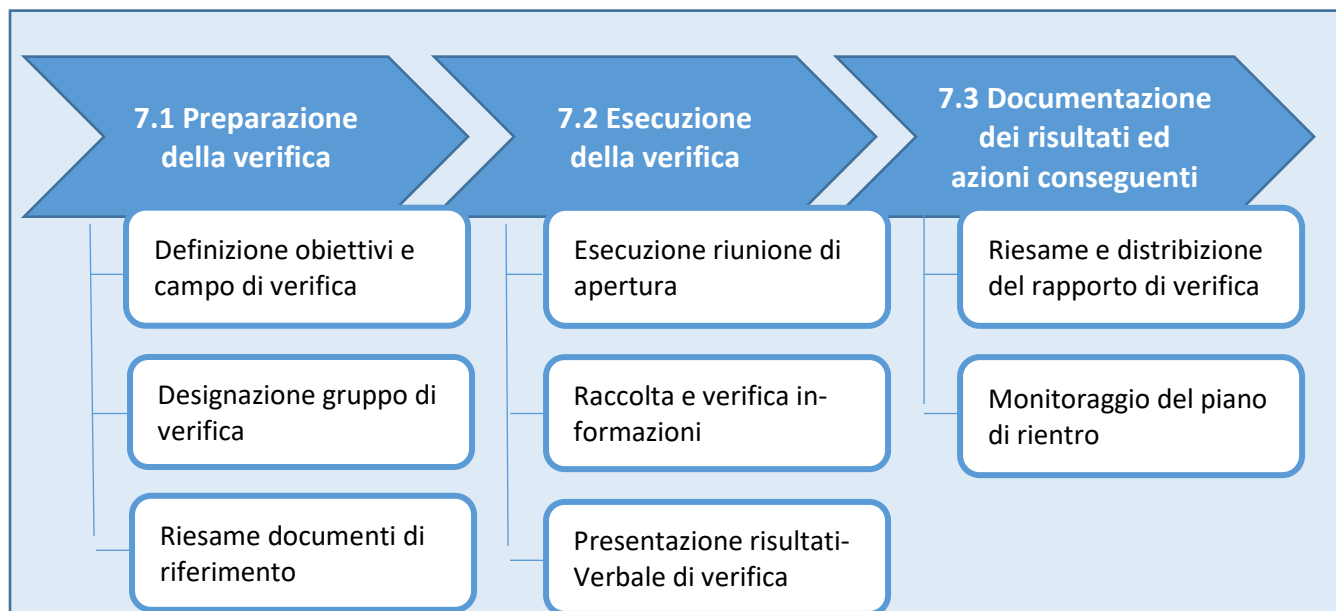 7.1 Preparazione
della verifica
Definizione obiettivi e
campo di verifica
Designazione gruppo di
verifica
Riesame documenti di
riferimento
7.2 Esecuzione
della verifica
Esecuzione riunione di
apertura
Raccolta e verifica in-
formazioni
Presentazione risultati-
Verbale di verifica
7.3 Documentazione
dei risultati ed
azioni conseguenti
Riesame e distribizione
del rapporto di verifica
Monitoraggio del piano
di rientro